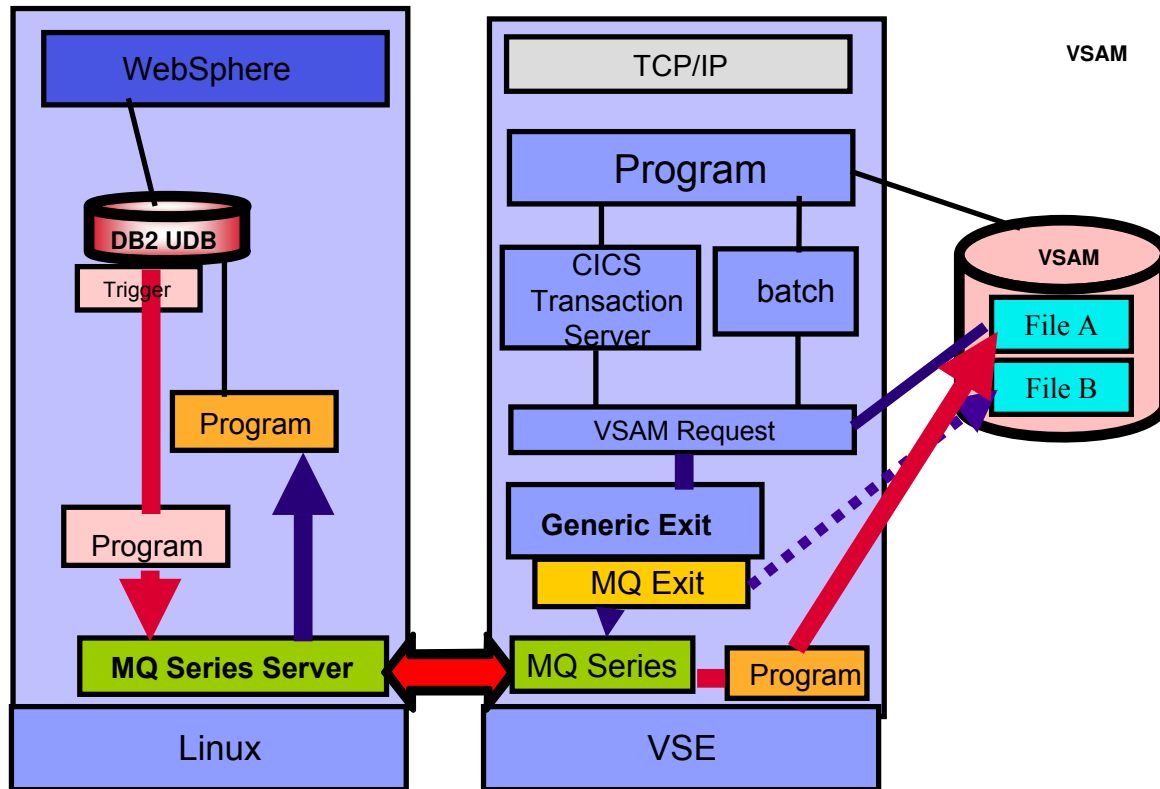 WebSphere
DB2 UDB
Trigger
Program
Program
MQ Series Server
Linux
TCP/IP
Program
CICS
Transaction
Server
batch
VSAM Request
Generic Exit
MQ Exit
MQ Series
Program
VSE
VSAM
VSAM
File A
File B